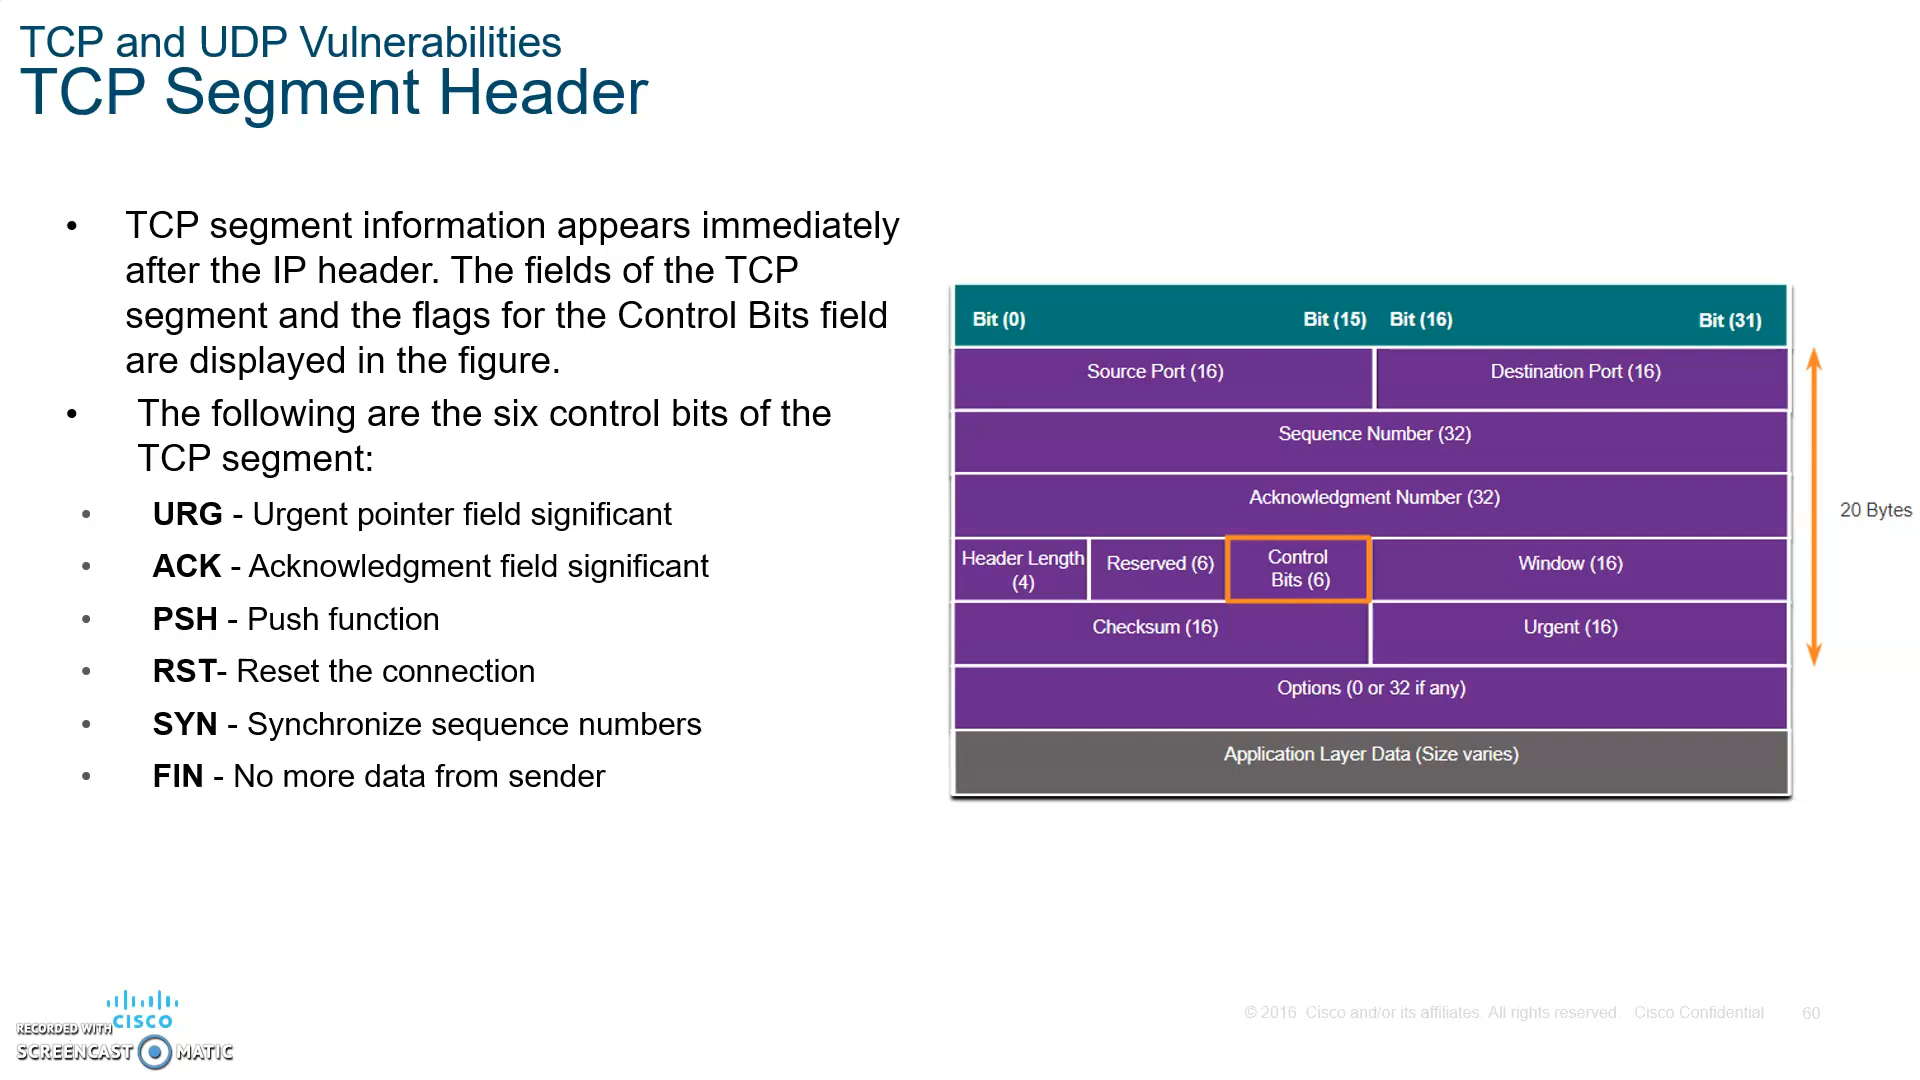 TCP and UDP Vulnerabilities
TCP Segment Header
• TCP segment information appears immediately
after the IP header. The fields of the TCP
segment and the flags for the Control Bits field
are displayed in the figure.
• The following are the six control bits of the
TCP segment:
• URG - Urgent pointer field significant
• ACK - Acknowledgment field significant
• PSH - Push function
• RST- Reset the connection
• SYN - Synchronize sequence numbers
• FIN - No more data from sender
Bit (0) Bit (15) Bit (16) Bit (31)
Source Port (16) Destination Port (16)
Sequence Number (32)
Acknowledgment Number (32)
Header Length
(4)
Reserved (6)
Control
Bits (6)
Window (16)
Checksum (16) Urgent (16)
Options (0 or 32 if any)
Application Layer Data (Size varies)
20 Bytes
CISCO
RECORDED WITH
SCREENCAST MATIC
© 2016 Cisco and/or its affiliates. All rights reserved. Cisco Confidential 60